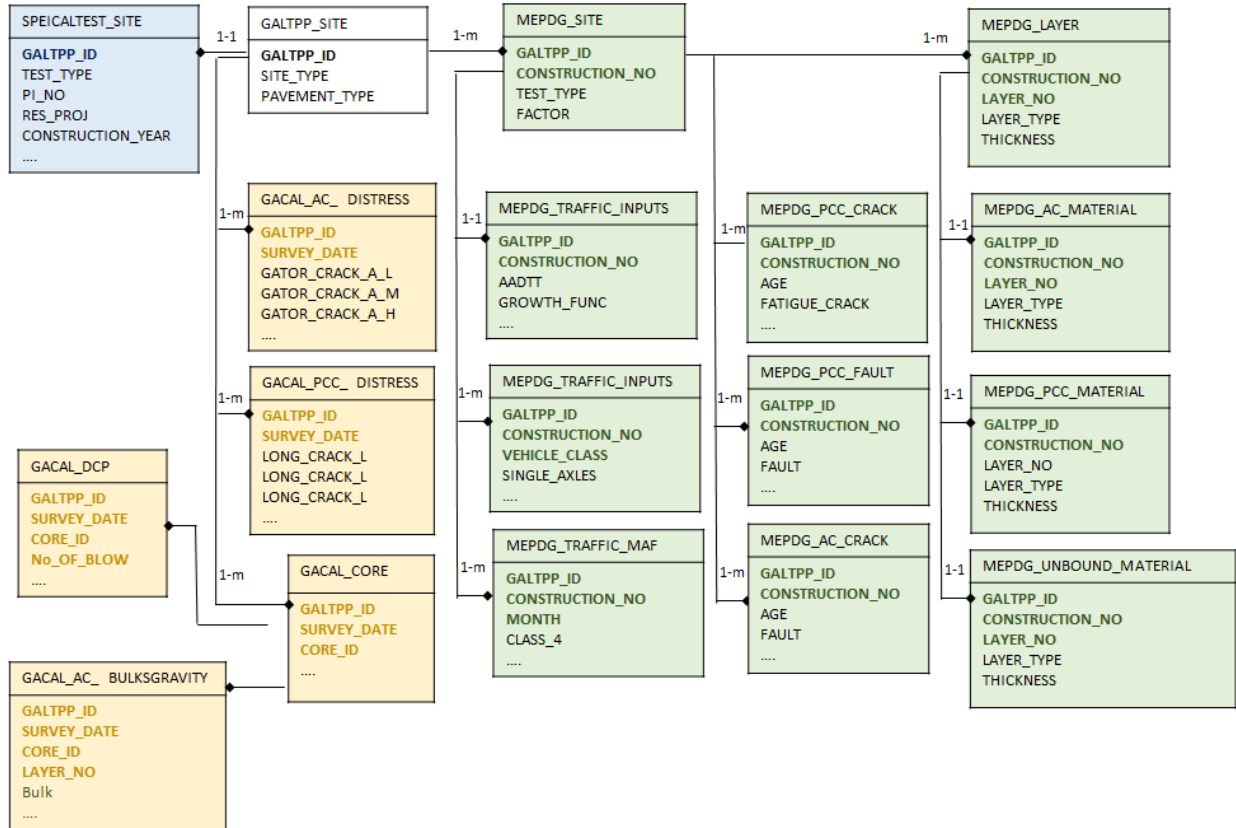 SPEICALTEST_SITE
GALTPP_ID
TEST_TYPE
PI_NO
RES_PROJ
CONSTRUCTION_YEAR
....
1-1
GALTPP_SITE
GALTPP_ID
SITE_TYPE
PAVEMENT_TYPE
1-m
MEPDG_SITE
GALTPP_ID
CONSTRUCTION_NO
TEST_TYPE
FACTOR
1-m
MEPDG_LAYER
GALTPP_ID
CONSTRUCTION_NO
LAYER_NO
LAYER_TYPE
THICKNESS
1-m
GACAL_AC_ DISTRESS
GALTPP_ID
SURVEY_DATE
GATOR_CRACK_A_L
GATOR_CRACK_A_M
GATOR_CRACK_A_H
....
1-1
MEPDG_TRAFFIC_INPUTS
GALTPP_ID
CONSTRUCTION_NO
AADTT
GROWTH_FUNC
....
1-m
MEPDG_PCC_CRACK
GALTPP_ID
CONSTRUCTION_NO
AGE
FATIGUE_CRACK
....
1-1
MEPDG_AC_MATERIAL
GALTPP_ID
CONSTRUCTION_NO
LAYER_NO
LAYER_TYPE
THICKNESS
1-m
GACAL_PCC_ DISTRESS
GALTPP_ID
SURVEY_DATE
LONG_CRACK_L
LONG_CRACK_L
LONG_CRACK_L
....
1-m
MEPDG_TRAFFIC_INPUTS
GALTPP_ID
CONSTRUCTION_NO
VEHICLE_CLASS
SINGLE_AXLES
....
1-m
MEPDG_PCC_FAULT
GALTPP_ID
CONSTRUCTION_NO
AGE
FAULT
....
1-1
MEPDG_PCC_MATERIAL
GALTPP_ID
CONSTRUCTION_NO
LAYER_NO
LAYER_TYPE
THICKNESS
GACAL_DCP
GALTPP_ID
SURVEY_DATE
CORE_ID
No_OF_BLOW
....
1-m
GACAL_CORE
GALTPP_ID
SURVEY_DATE
CORE_ID
....
1-m
MEPDG_TRAFFIC_MAF
GALTPP_ID
CONSTRUCTION_NO
MONTH
CLASS_4
....
1-m
MEPDG_AC_CRACK
GALTPP_ID
CONSTRUCTION_NO
AGE
FAULT
....
1-1
MEPDG_UNBOUND_MATERIAL
GALTPP_ID
CONSTRUCTION_NO
LAYER_NO
LAYER_TYPE
THICKNESS
GACAL_AC_ BULKSGRAVITY
GALTPP_ID
SURVEY_DATE
CORE_ID
LAYER_NO
Bulk
....